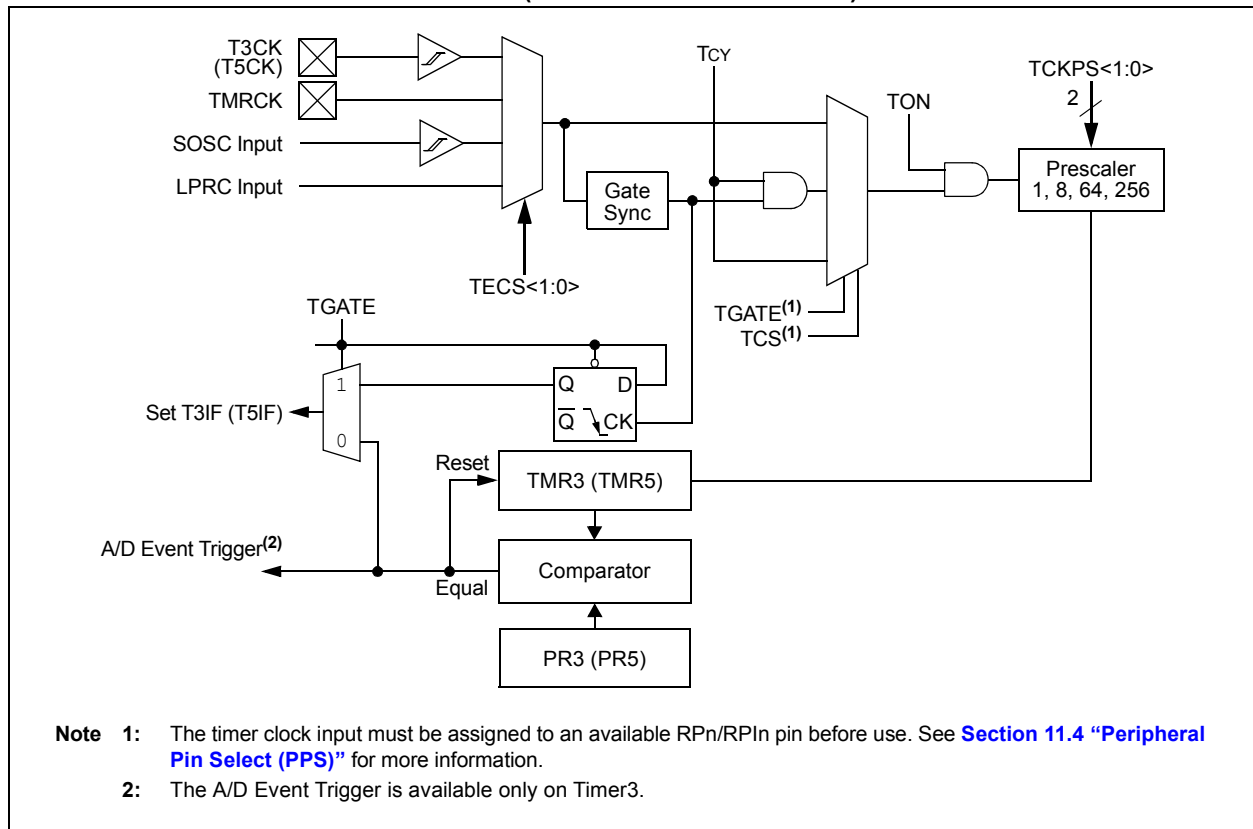 T3CK
(T5CK)
TMRCK
SOSC Input
LPRC Input
TECS<1:0>
TCY
TON
TCKPS<1:0>
2
Prescaler
1, 8, 64, 256
Gate
Sync
TGATE(1)
TCS(1)
TGATE
1
0
Set T3IF (T5IF)
Q D
Q CK
Reset
TMR3 (TMR5)
A/D Event Trigger(2)
Equal
Comparator
PR3 (PR5)
Note 1: The timer clock input must be assigned to an available RPn/RPIn pin before use. See Section 11.4 “Peripheral
Pin Select (PPS)” for more information.
2: The A/D Event Trigger is available only on Timer3.